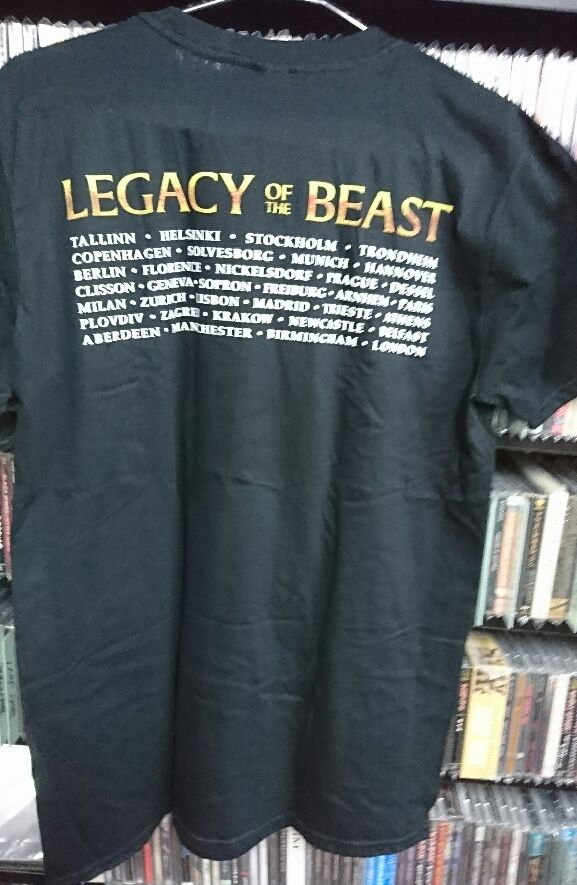 LEGACY OF THE BEAST
TALLINN • HELSINKI • STOCKHOLM • TRONDHEIM
COPENHAGEN • SOLVESBORG • MUNICH • HANNOVER
BERLIN • FLORENCE • NICKELSDORF • PRAGUE • DESSEL
CLISSON • GENEVA • SOPRON • FREIBURG • ARNHEM • PARIS
MILAN • ZURICH • LISBON • MADRID • TRIESTE • ATHENS
PLOVDIV • ZAGREB • KRAKOW • NEWCASTLE • BELFAST
ABERDEEN • MANCHESTER • BIRMINGHAM • LONDON